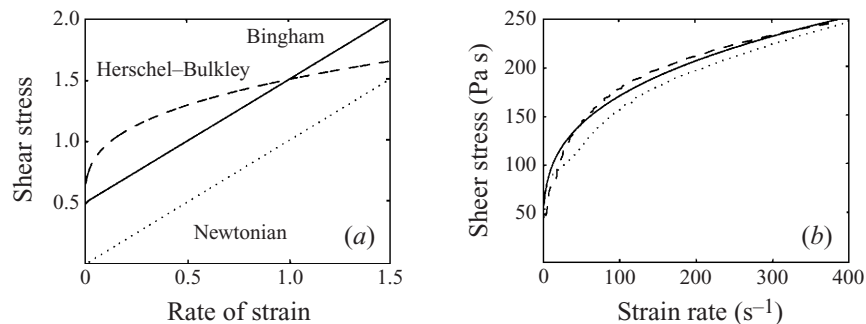 2.0
1.5
1.0
0.5
0
0.5
1.0
1.5
Shear stress
Rate of strain
Bingham
Herschel–Bulkley
Newtonian
(a)
250
200
150
100
50
0
100
200
300
400
Sheer stress (Pa s)
Strain rate (s–1)
(b)